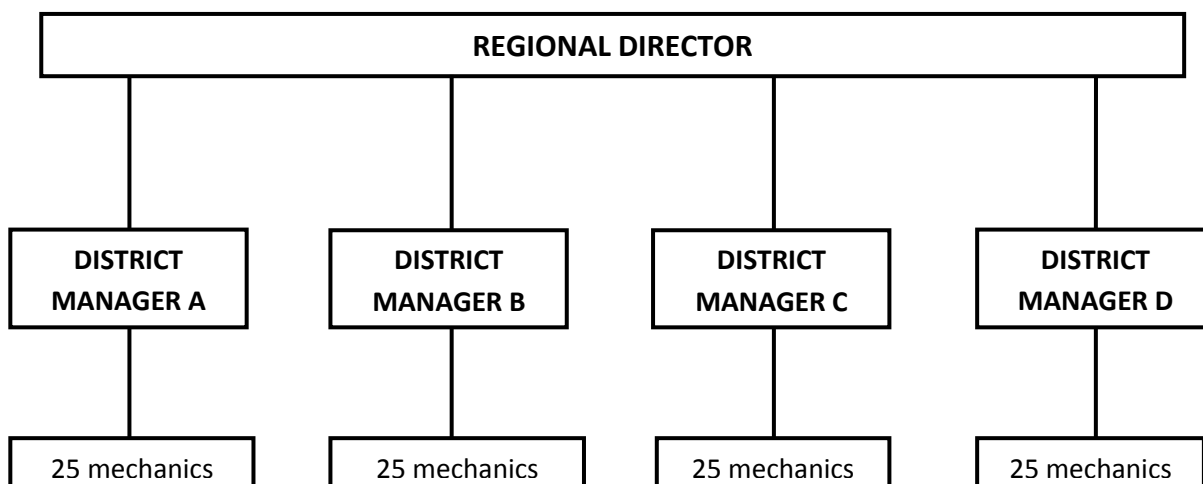 REGIONAL DIRECTOR
DISTRICT
MANAGER A
DISTRICT
MANAGER B
DISTRICT
MANAGER C
DISTRICT
MANAGER D
25 mechanics
25 mechanics
25 mechanics
25 mechanics